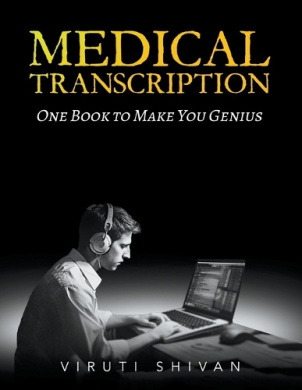 MEDICAL
TRANSCRIPTION
ONE BOOK TO MAKE YOU GENIUS
VIRUTI SHIVAN